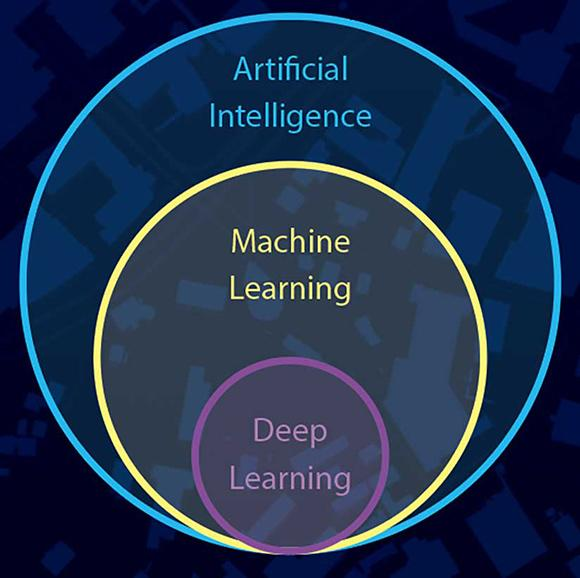 Artificial
Intelligence
Machine
Learning
Deep
Learning